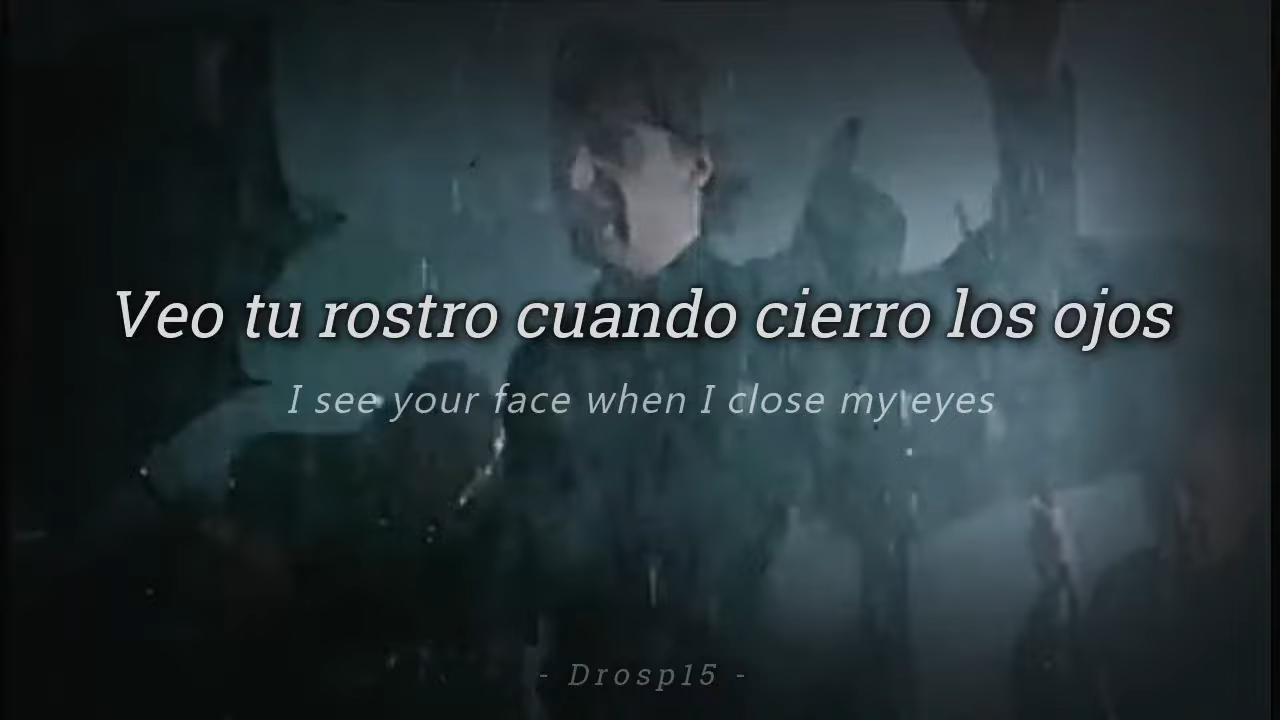 Veo tu rostro cuando cierro los ojos
I see your face when I close my eyes
- Drosp15 -